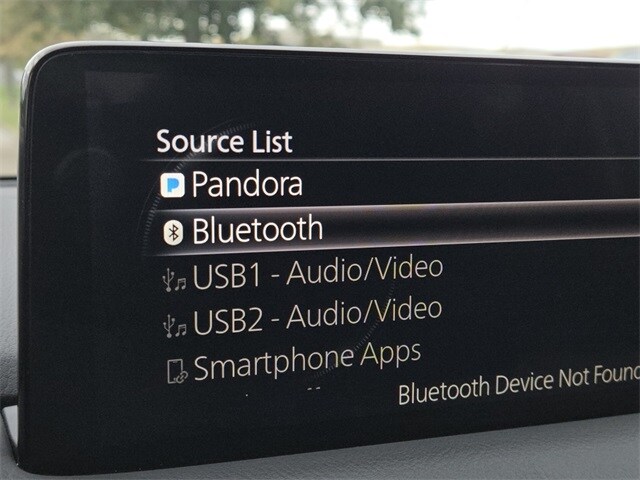 Source List
Pandora
Bluetooth
USB1 - Audio/Video
USB2 - Audio/Video
Smartphone Apps
Bluetooth Device Not Found